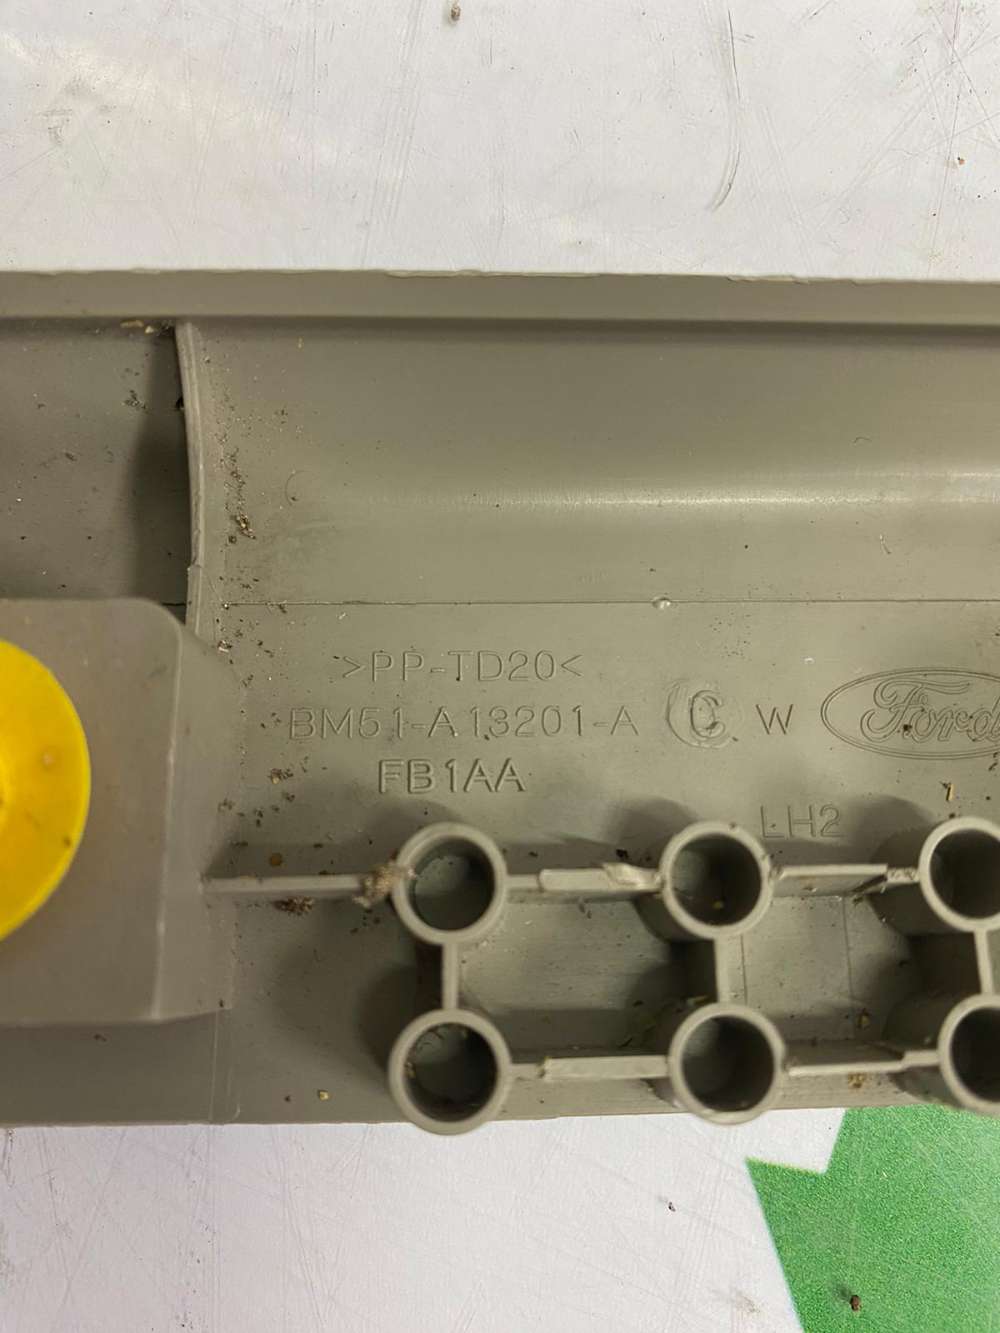 >PP-TD20<
BM51-A13201-A C W Ford
FB1AA
LH2